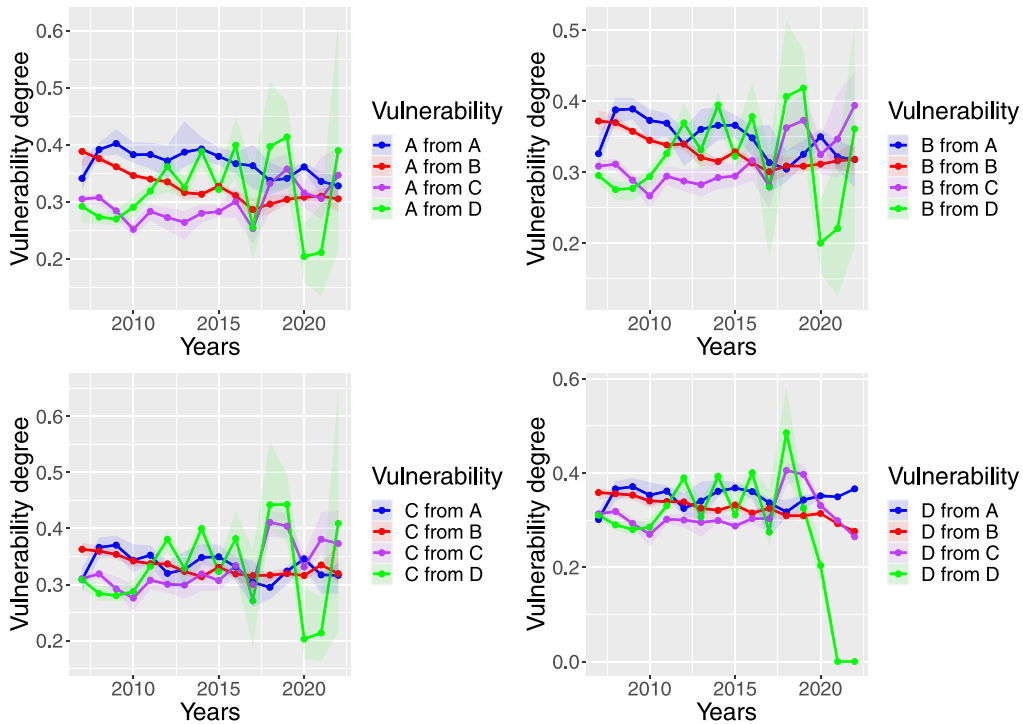 Vulnerability degree
0.6
0.5
0.4
0.3
0.2
2010
2015
2020
Years
Vulnerability
A from A
A from B
A from C
A from D
Vulnerability degree
0.5
0.4
0.3
0.2
2010
2015
2020
Years
Vulnerability
B from A
B from B
B from C
B from D
Vulnerability degree
0.6
0.5
0.4
0.3
0.2
2010
2015
2020
Years
Vulnerability
C from A
C from B
C from C
C from D
Vulnerability degree
0.6
0.4
0.2
0.0
2010
2015
2020
Years
Vulnerability
D from A
D from B
D from C
D from D